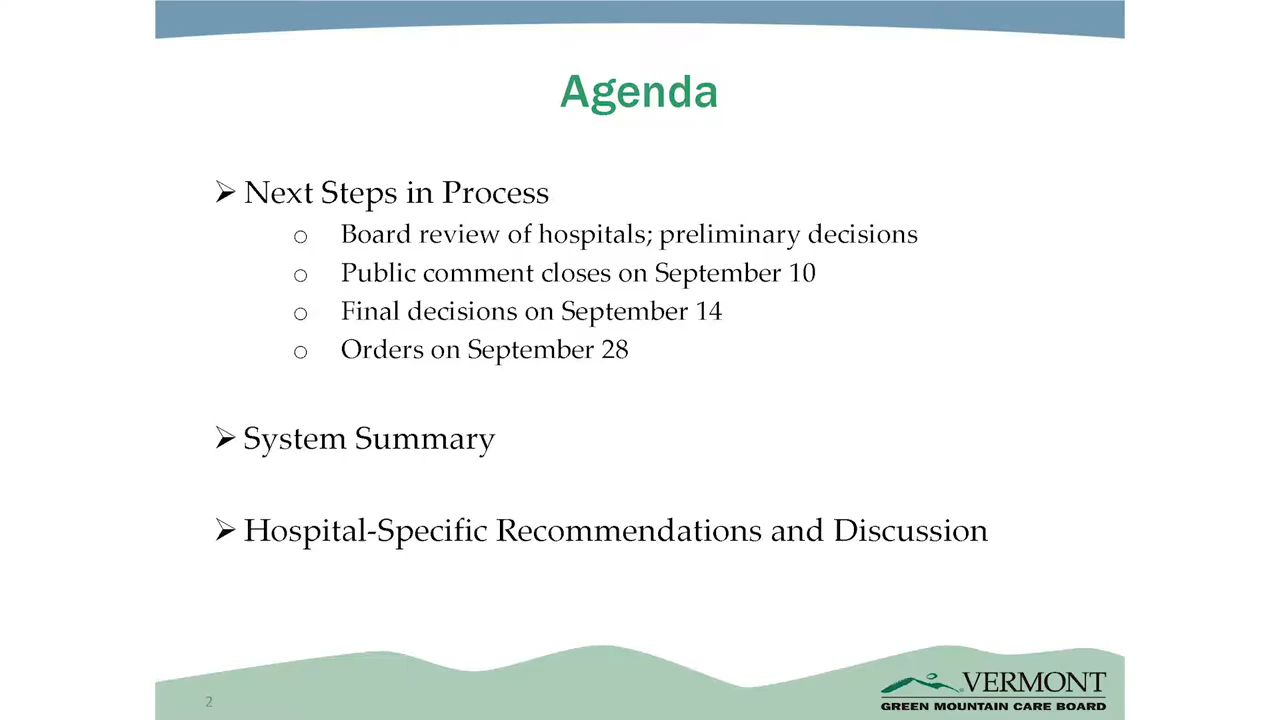 Agenda
➢ Next Steps in Process
o Board review of hospitals; preliminary decisions
o Public comment closes on September 10
o Final decisions on September 14
o Orders on September 28
➢ System Summary
➢ Hospital-Specific Recommendations and Discussion
2
VERMONT
GREEN MOUNTAIN CARE BOARD